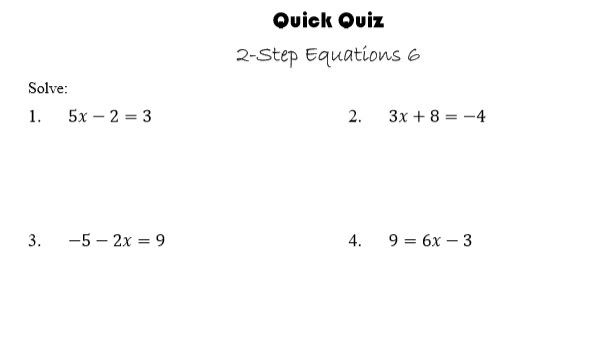 Quick Quiz
2-Step Equations 6
Solve:
1. 5x − 2 = 3 2. 3x + 8 = −4
3. −5 − 2x = 9 4. 9 = 6x − 3